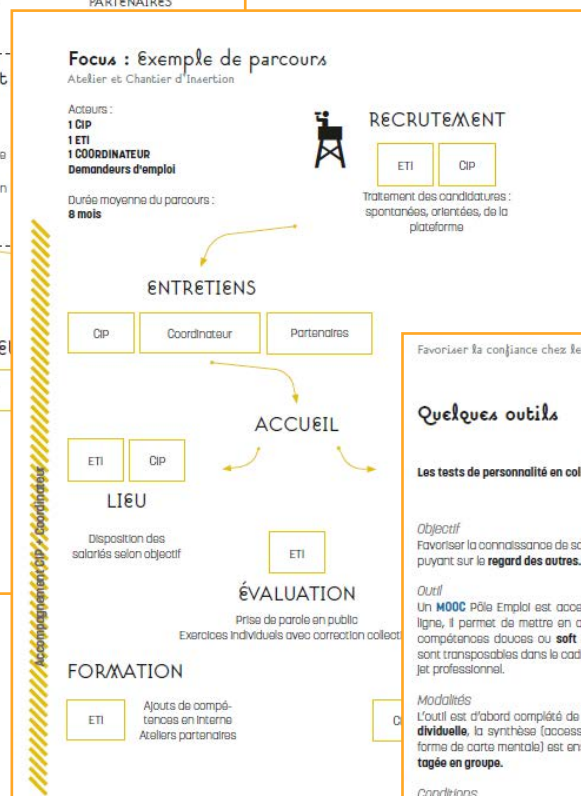 PARTENAIRES
Focus : Exemple de parcours
Atelier et Chantier d'Insertion
Acteurs :
1 CIP
1 ETI
1 COORDINATEUR
Demandeurs d'emploi
Durée moyenne du parcours :
8 mois
RECRUTEMENT
ETI
CIP
Traitement des candidatures :
spontanées, orientées, de la
plateforme
ENTRETIENS
CIP
Coordinateur
Partenaires
ACCUEIL
ETI
CIP
LIEU
Disposition des
salariés selon objectif
ETI
ÉVALUATION
Prise de parole en public
Exercices individuels avec correction collecti
FORMATION
ETI
Ajouts de compé-
tences en interne
Ateliers partenaires
Accompagnement CIP + Coordinateur
Favoriser la confiance chez le
Quelques outils
Les tests de personnalité en col
Objectif
Favoriser la connaissance de so
puyant sur le regard des autres.
Outil
Un MOOC Pôle Emploi est acce
ligne, il permet de mettre en
compétences douces ou soft
sont transposables dans le cad
jet professionnel.
Modalités
L'outil est d'abord complété de
dividuelle, la synthèse (access
forme de carte mentale) est en
tagée en groupe.
Conditions